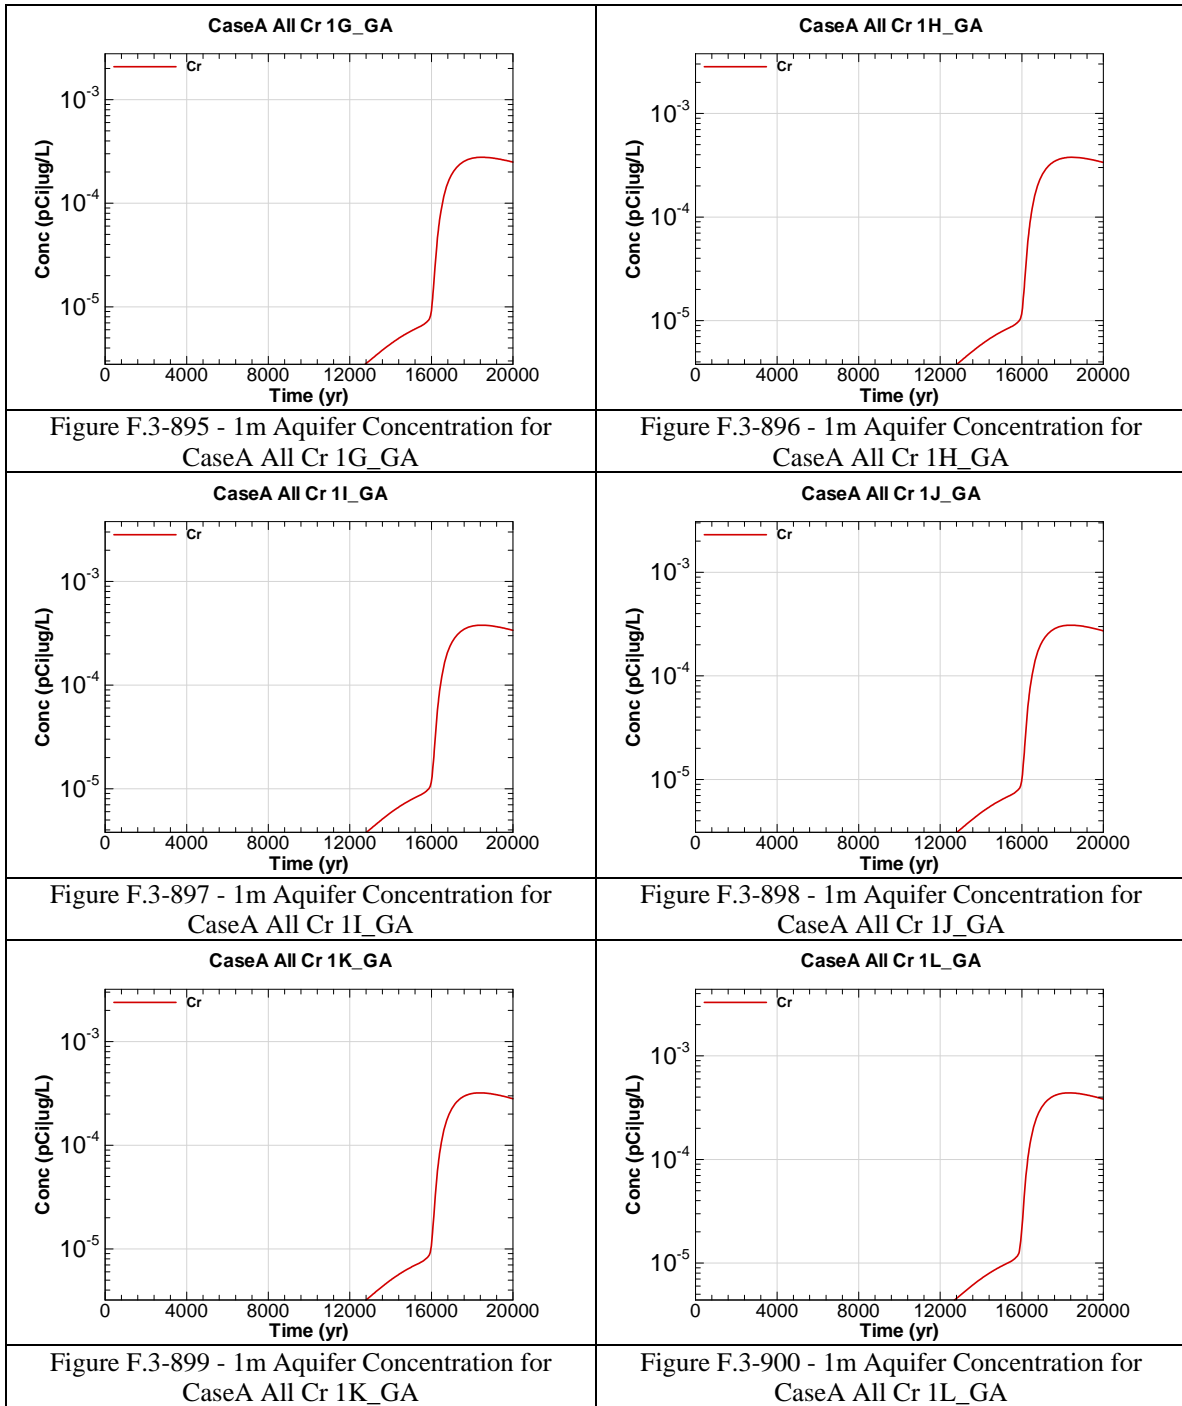 CaseA All Cr 1G_GA
Cr
10-3
10-4
10-5
Conc (pCi|ug/L)
0 4000 8000 12000 16000 20000
Time (yr)
Figure F.3-895 - 1m Aquifer Concentration for
CaseA All Cr 1G_GA
CaseA All Cr 1H_GA
Cr
10-3
10-4
10-5
Conc (pCi|ug/L)
0 4000 8000 12000 16000 20000
Time (yr)
Figure F.3-896 - 1m Aquifer Concentration for
CaseA All Cr 1H_GA
CaseA All Cr 1I_GA
Cr
10-3
10-4
10-5
Conc (pCi|ug/L)
0 4000 8000 12000 16000 20000
Time (yr)
Figure F.3-897 - 1m Aquifer Concentration for
CaseA All Cr 1I_GA
CaseA All Cr 1J_GA
Cr
10-3
10-4
10-5
Conc (pCi|ug/L)
0 4000 8000 12000 16000 20000
Time (yr)
Figure F.3-898 - 1m Aquifer Concentration for
CaseA All Cr 1J_GA
CaseA All Cr 1K_GA
Cr
10-3
10-4
10-5
Conc (pCi|ug/L)
0 4000 8000 12000 16000 20000
Time (yr)
Figure F.3-899 - 1m Aquifer Concentration for
CaseA All Cr 1K_GA
CaseA All Cr 1L_GA
Cr
10-3
10-4
10-5
Conc (pCi|ug/L)
0 4000 8000 12000 16000 20000
Time (yr)
Figure F.3-900 - 1m Aquifer Concentration for
CaseA All Cr 1L_GA